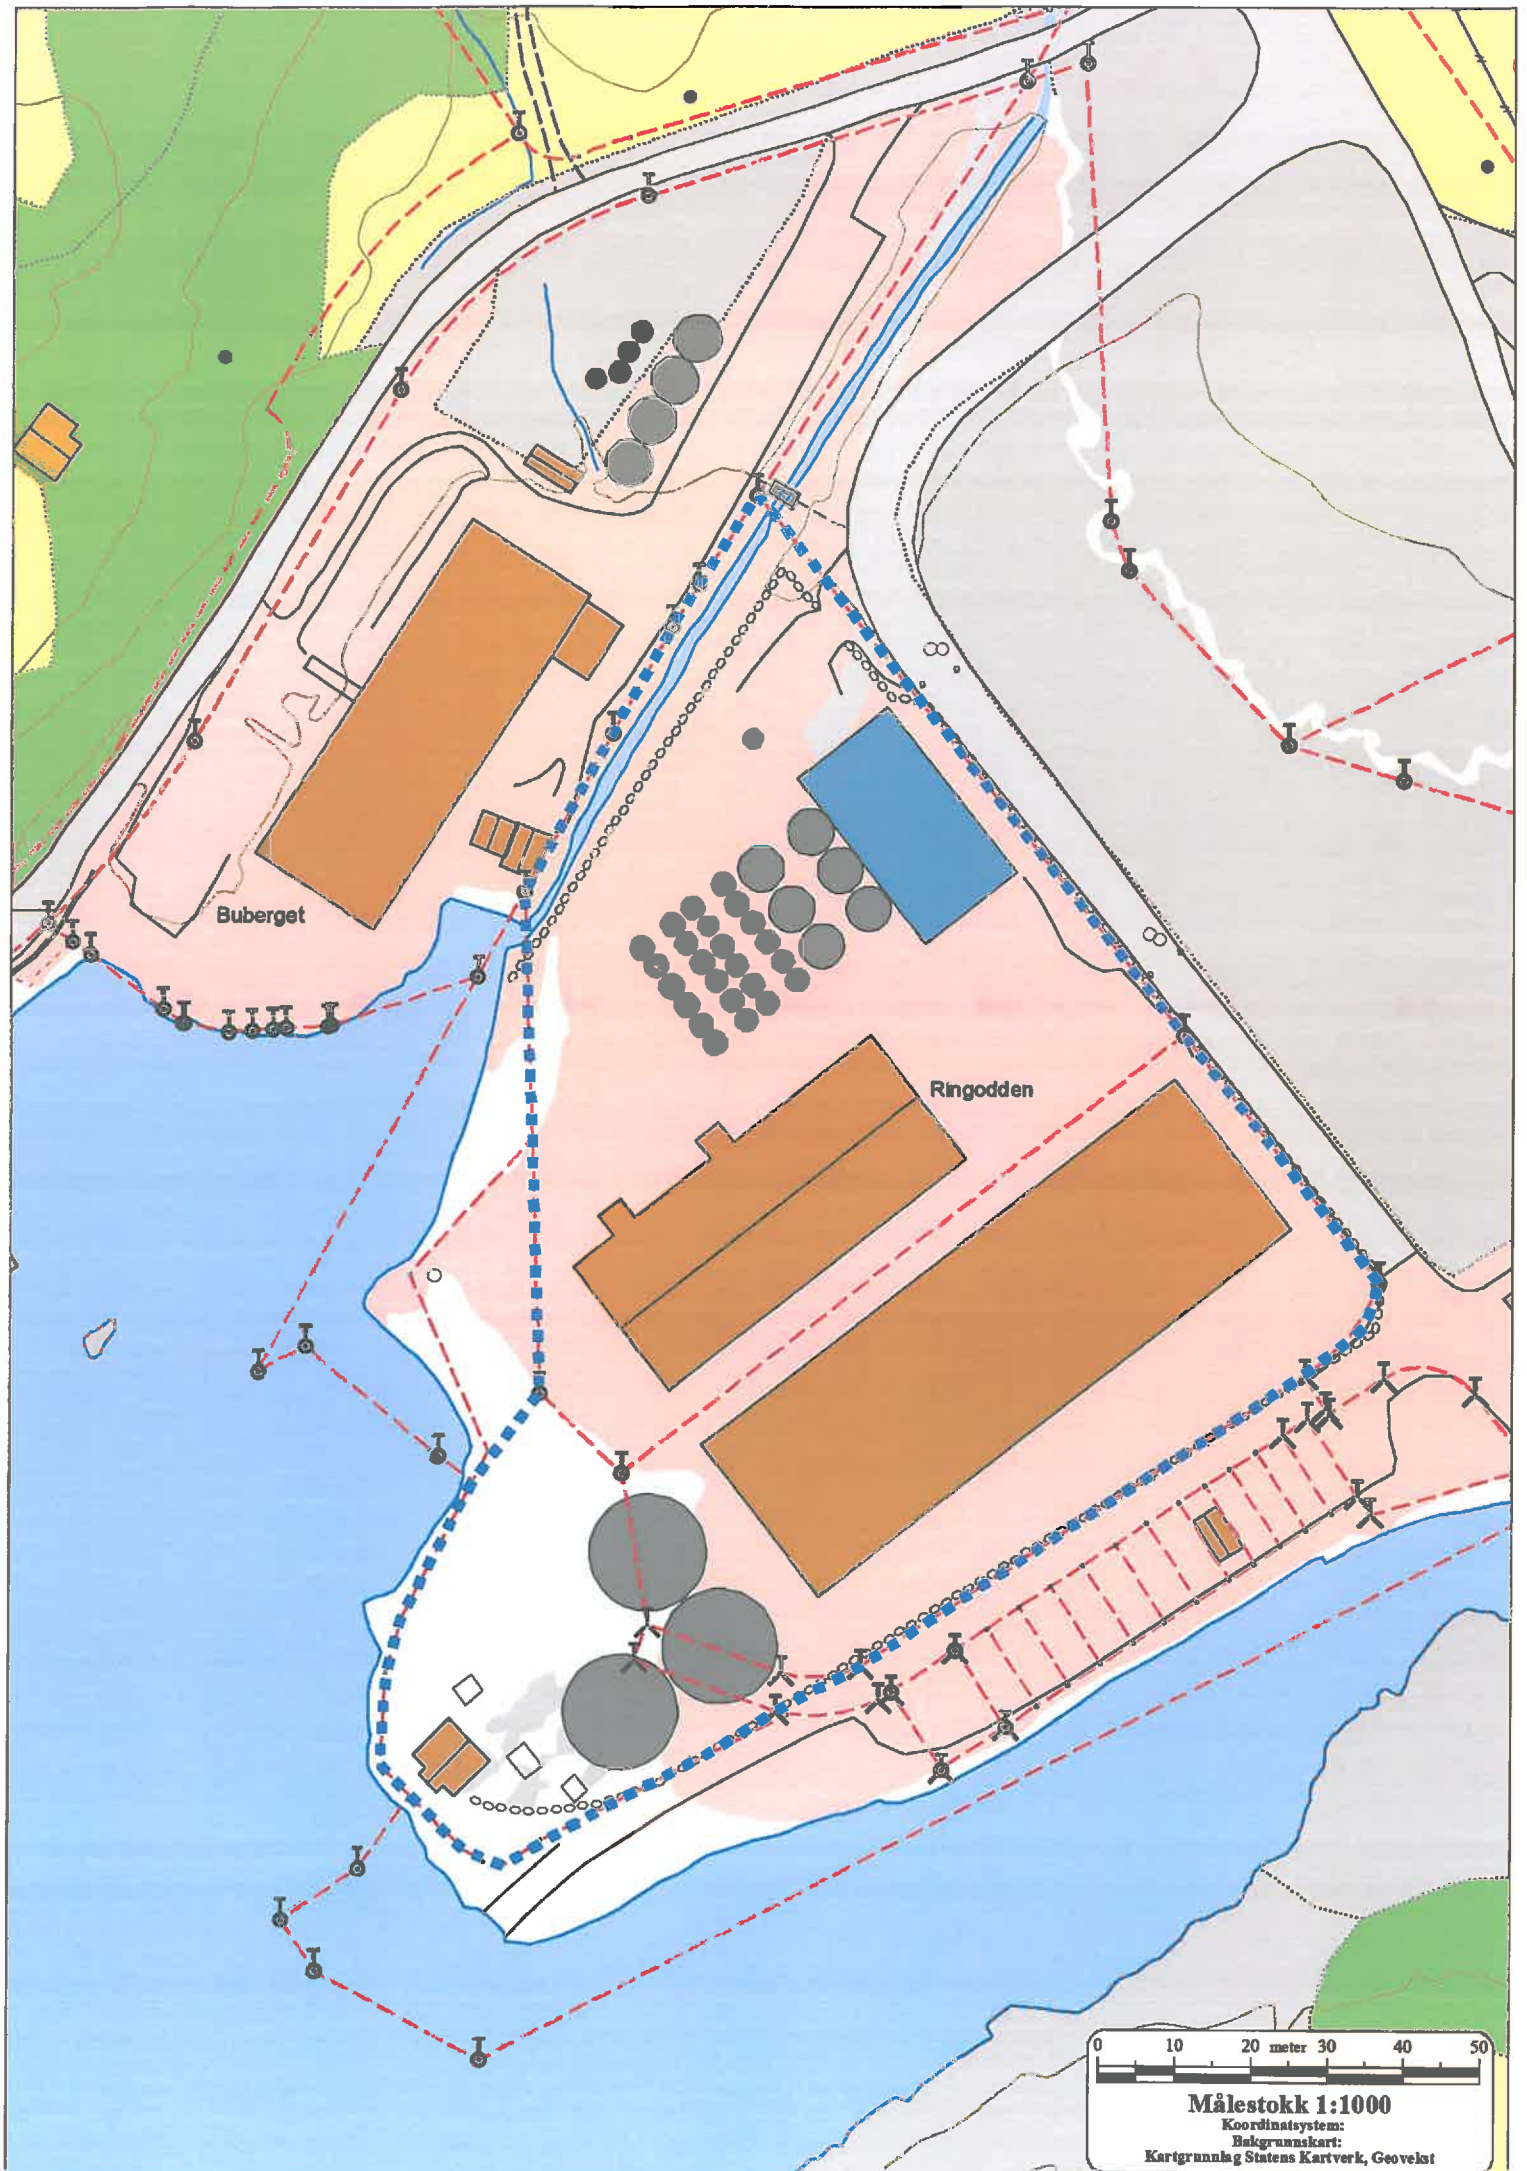 Buberget
Ringodden
0 10 20 meter 30 40 50
Målestokk 1:1000
Koordinatsystem:
Bakgrunnskart:
Kartgrunnlag Statens Kartverk, Geovekst